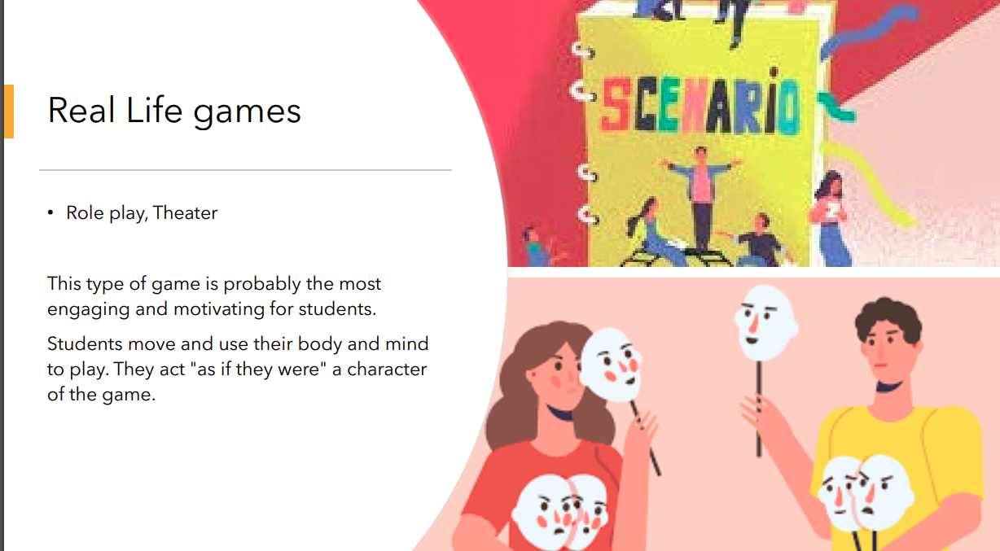 Real Life games
SCENARIO
• Role play, Theater
This type of game is probably the most
engaging and motivating for students.
Students move and use their body and mind
to play. They act "as if they were" a character
of the game.